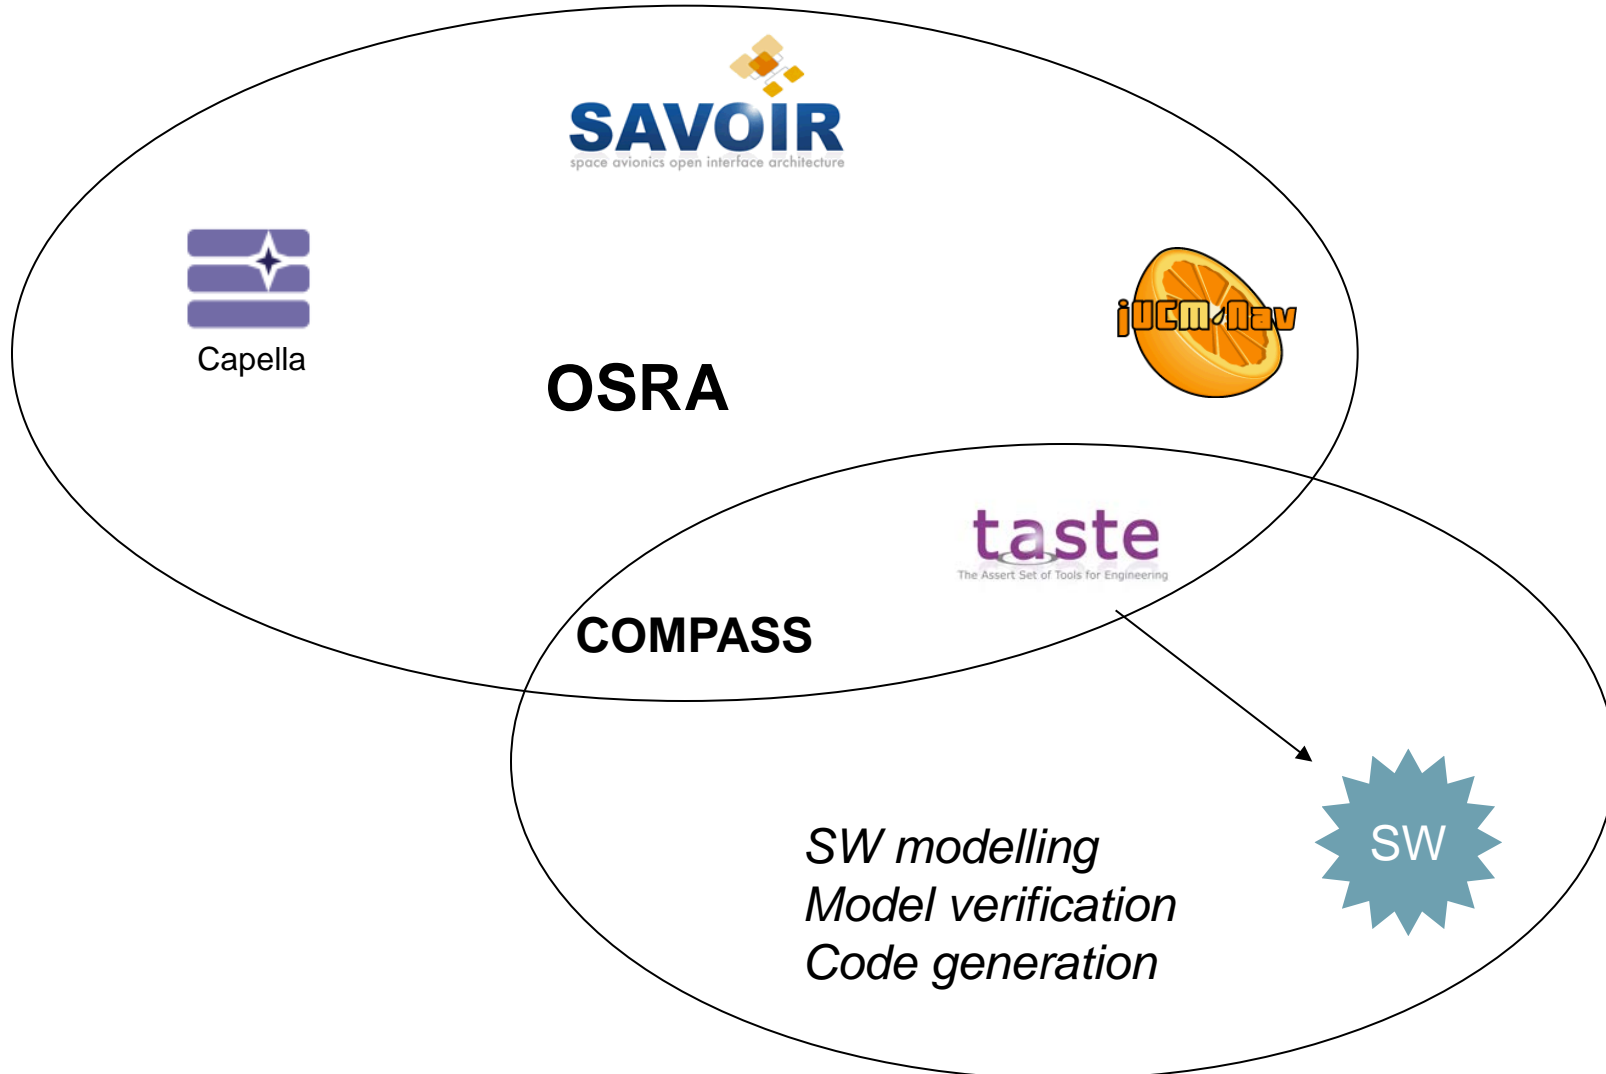 SAVOIR
space avionics open interface architecture
Capella
jUCMNav
OSRA
taste
The Assert Set of Tools for Engineering
COMPASS
SW modelling
Model verification
Code generation
SW